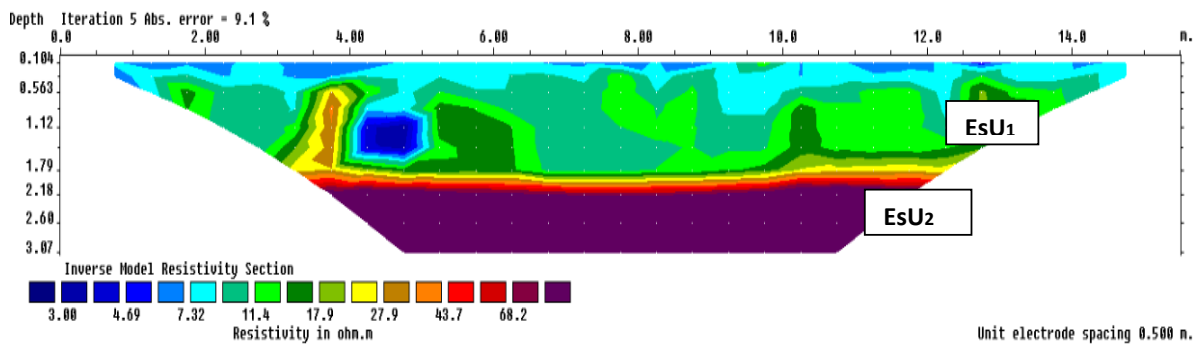 Depth Iteration 5 Abs. error = 9.1 %
0.0 2.00 4.00 6.00 8.00 10.0 12.0 14.0 m.
0.104
0.563
1.12
EsU1
1.79
2.18
EsU2
2.60
3.07
Inverse Model Resistivity Section
3.00 4.69 7.32 11.4 17.9 27.9 43.7 68.2
Resistivity in ohm.m
Unit electrode spacing 0.500 m.